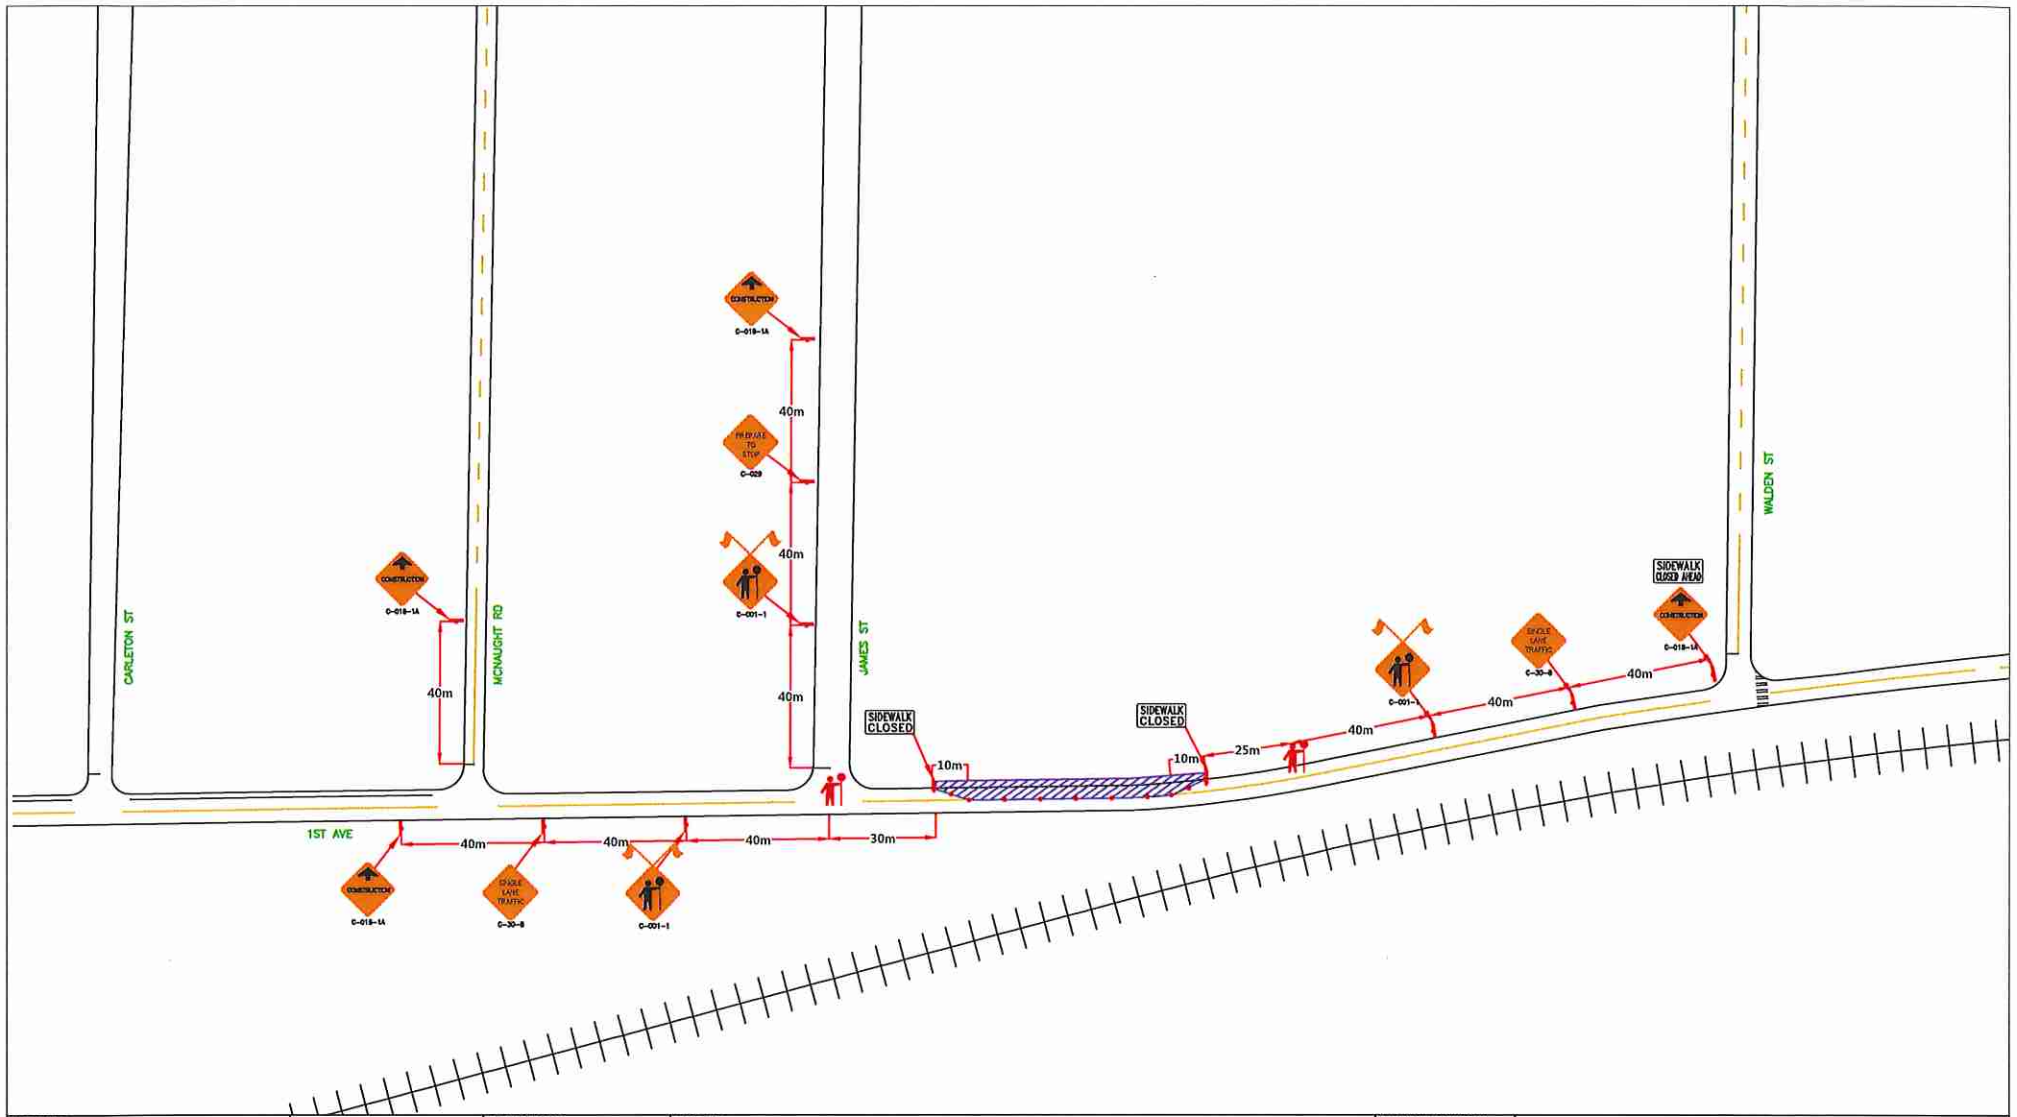 CONSTRUCTION
C-018-1A
40m
PREPARE
TO
STOP
C-029
40m
C-001-1
40m
CONSTRUCTION
C-018-1A
40m
CARLETON ST
MCNAUGHT RD
JAMES ST
WALDEN ST
SIDEWALK
CLOSED
10m
SIDEWALK
CLOSED
10m
25m
40m
C-001-1
40m
SINGLE
LANE
TRAFFIC
C-30-8
40m
SIDEWALK
CLOSED AHEAD
CONSTRUCTION
C-018-1A
1ST AVE
40m
40m
40m
30m
CONSTRUCTION
C-018-1A
SINGLE
LANE
TRAFFIC
C-30-8
C-001-1